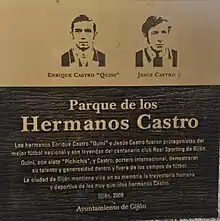 ENRIQUE CASTRO "QUINI" JESÚS CASTRO
Parque de los
Hermanos Castro
Los hermanos Enrique Castro "Quini" y Jesús Castro fueron protagonistas del
mejor fútbol nacional y son leyendas del centenario club Real Sporting de Gijón.
Quini, con siete "Pichichis", y Castro, portero internacional, demostraron
su talento y generosidad dentro y fuera de los campos de fútbol.
La ciudad de Gijón mantiene viva en su memoria la trayectoria humana
y deportiva de los muy queridos hermanos Castro.
Gijón, 2009
Ayuntamiento de Gijón